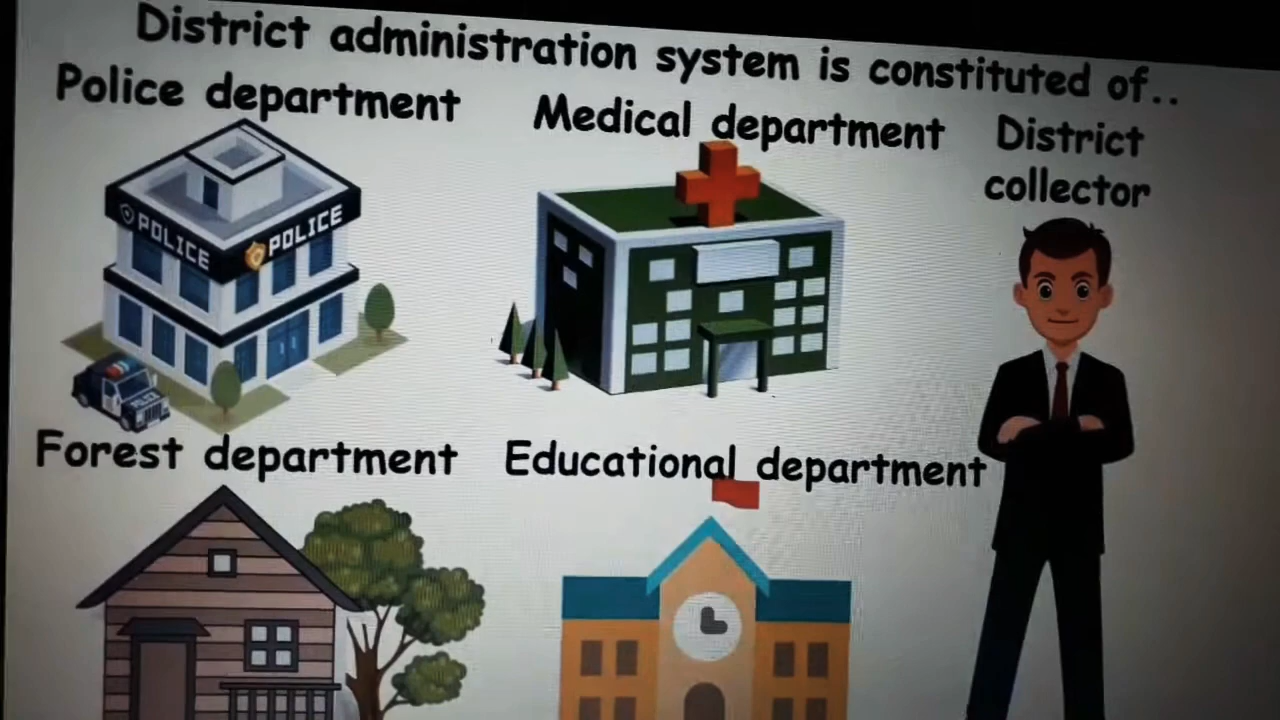 District administration system is constituted of..
Police department
Medical department
District
collector
POLICE
POLICE
Forest department
Educational department